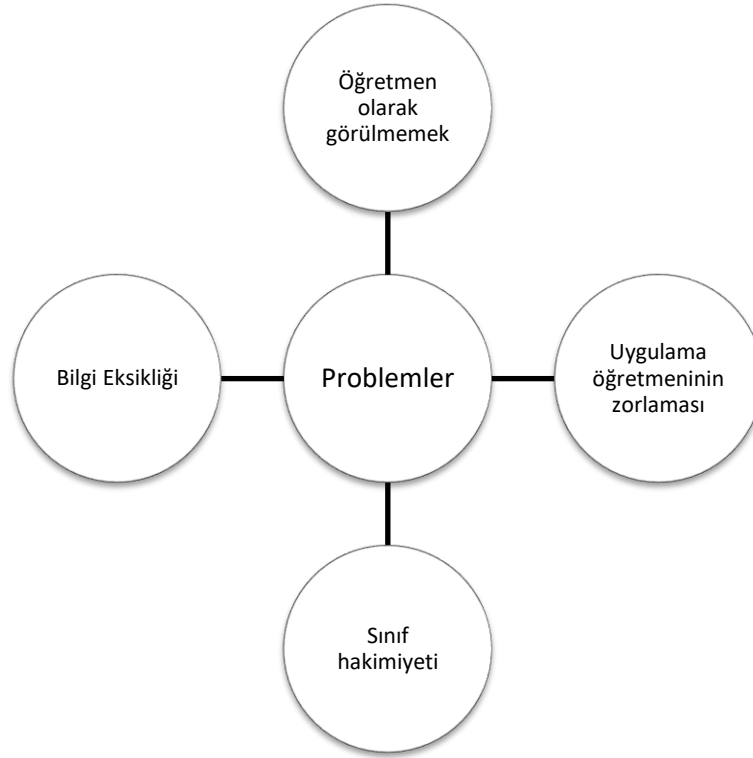 Öğretmen
olarak
görülmemek
Bilgi Eksikliği
Problemler
Uygulama
öğretmeninin
zorlaması
Sınıf
hakimiyeti